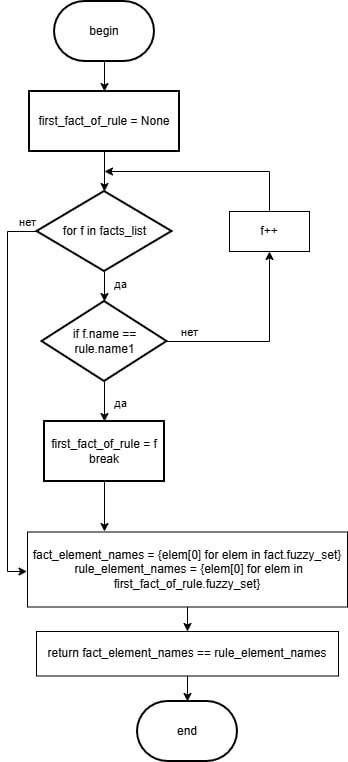 begin
first_fact_of_rule = None
нет
for f in facts_list
f++
да
if f.name ==
rule.name1
нет
да
first_fact_of_rule = f
break
fact_element_names = {elem[0] for elem in fact.fuzzy_set}
rule_element_names = {elem[0] for elem in
first_fact_of_rule.fuzzy_set}
return fact_element_names == rule_element_names
end